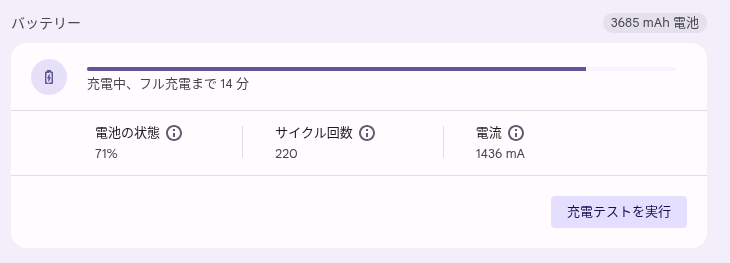 バッテリー
3685 mAh 電池
充電中、フル充電まで 14 分
電池の状態
71%
サイクル回数
220
電流
1436 mA
充電テストを実行